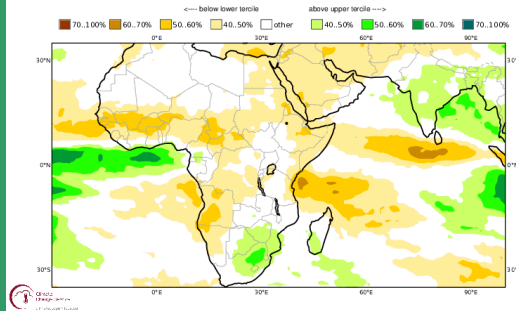 <---- below lower tercile above upper tercile ---->
70..100% 60..70% 50..60% 40..50% other 40..50% 50..60% 60..70% 70..100%
0°E 30°E 60°E 90°E
30°N 30°N
0°N 0°N
30°S 30°S
0°E 30°E 60°E 90°E
Climate